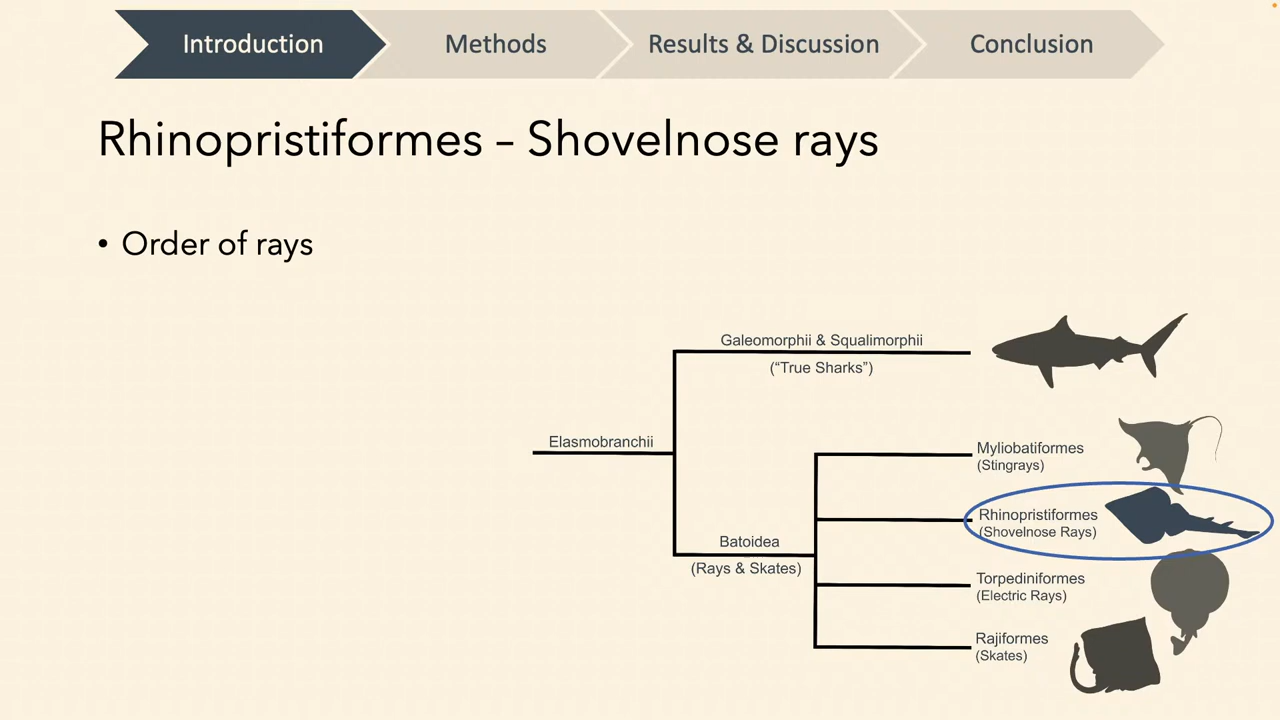 Introduction
Methods
Results & Discussion
Conclusion
Rhinopristiformes – Shovelnose rays
• Order of rays
Galeomorphii & Squalimorphii
(“True Sharks”)
Elasmobranchii
Myliobatiformes
(Stingrays)
Rhinopristiformes
(Shovelnose Rays)
Batoidea
(Rays & Skates)
Torpediniformes
(Electric Rays)
Rajiformes
(Skates)